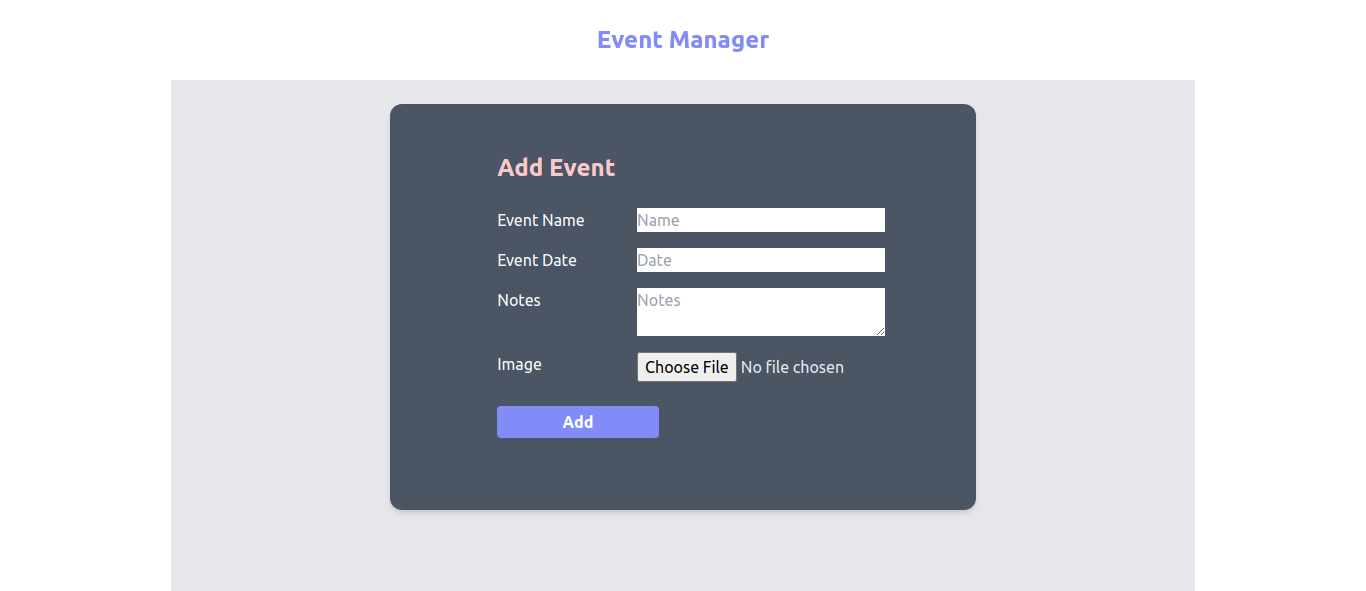 Event Manager
Add Event
Event Name Name
Event Date Date
Notes Notes
Image Choose File No file chosen
Add